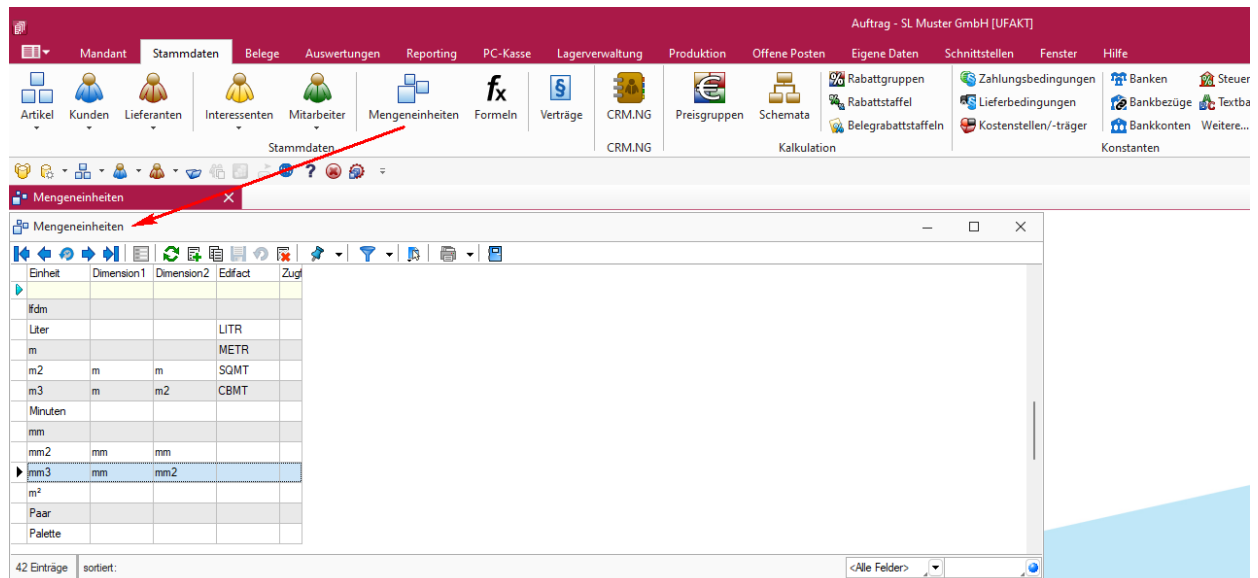 Auftrag - SL Muster GmbH [UFAKT]
Mandant Stammdaten Belege Auswertungen Reporting PC-Kasse Lagerverwaltung Produktion Offene Posten Eigene Daten Schnittstellen Fenster Hilfe
Artikel Kunden Lieferanten Interessenten Mitarbeiter Mengeneinheiten Formeln Verträge CRM.NG Preisgruppen Schemata
Rabattgruppen Zahlungsbedingungen Banken Steuer
Rabattstaffel Lieferbedingungen Bankbezüge Textba
Belegrabattstaffeln Kostenstellen/-träger Bankkonten Weitere...
Stammdaten CRM.NG Kalkulation Konstanten
Mengeneinheiten
Mengeneinheiten
Einheit Dimension1 Dimension2 Edifact Zugf
lfdm
Liter LITR
m METR
m2 m m SQMT
m3 m m2 CBMT
Minuten
mm
mm2 mm mm
mm3 mm mm2
m²
Paar
Palette
42 Einträge sortiert: <Alle Felder>